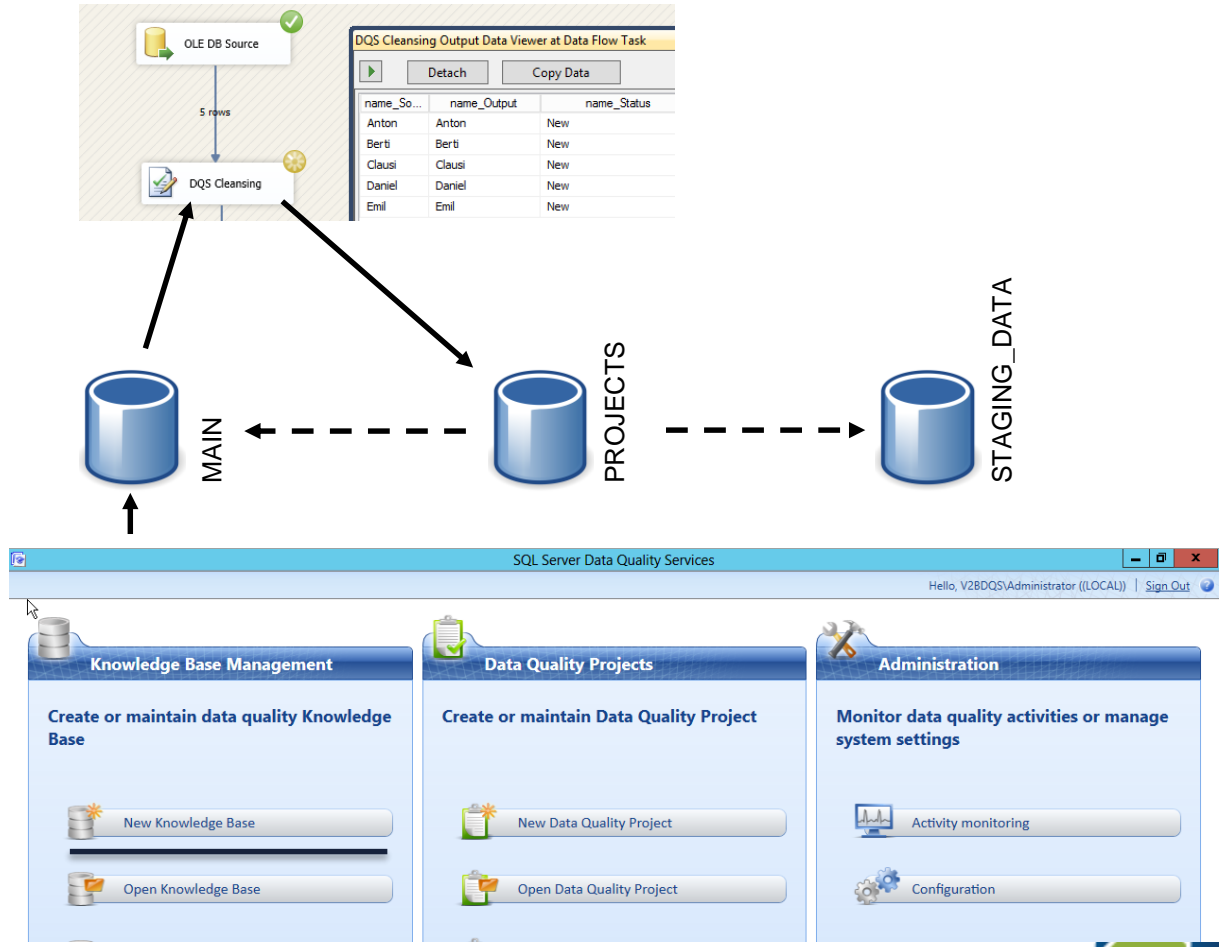 OLE DB Source
5 rows
DQS Cleansing
DQS Cleansing Output Data Viewer at Data Flow Task
Detach Copy Data
name_So... name_Output name_Status
Anton Anton New
Berti Berti New
Clausi Clausi New
Daniel Daniel New
Emil Emil New
MAIN
PROJECTS
STAGING_DATA
SQL Server Data Quality Services
Hello, V2BDQS\Administrator ((LOCAL)) | Sign Out
Knowledge Base Management
Create or maintain data quality Knowledge
Base
New Knowledge Base
Open Knowledge Base
Data Quality Projects
Create or maintain Data Quality Project
New Data Quality Project
Open Data Quality Project
Administration
Monitor data quality activities or manage
system settings
Activity monitoring
Configuration